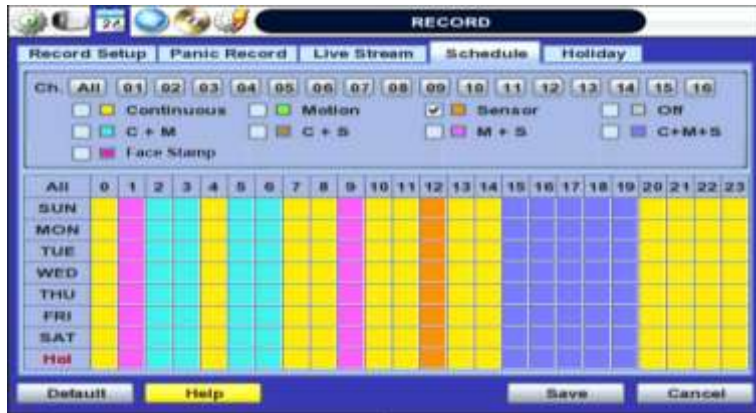 24
RECORD
Record Setup Panic Record Live Stream Schedule Holiday
Ch. All 01 02 03 04 05 06 07 08 09 10 11 12 13 14 15 16
Continuous Motion Sensor Off
C + M C + S M + S C+M+S
Face Stamp
All 0 1 2 3 4 5 6 7 8 9 10 11 12 13 14 15 16 17 18 19 20 21 22 23
SUN
MON
TUE
WED
THU
FRI
SAT
Hol
Default Help Save Cancel